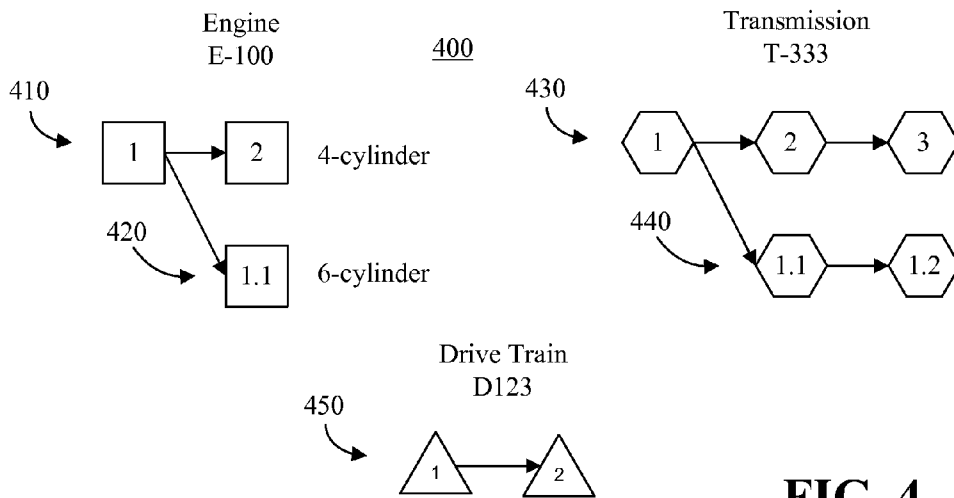 Engine
E-100
400
Transmission
T-333
410
430
1
2
4-cylinder
1
2
3
420
440
1.1
6-cylinder
1.1
1.2
Drive Train
D123
450
1
2
FIG. 4